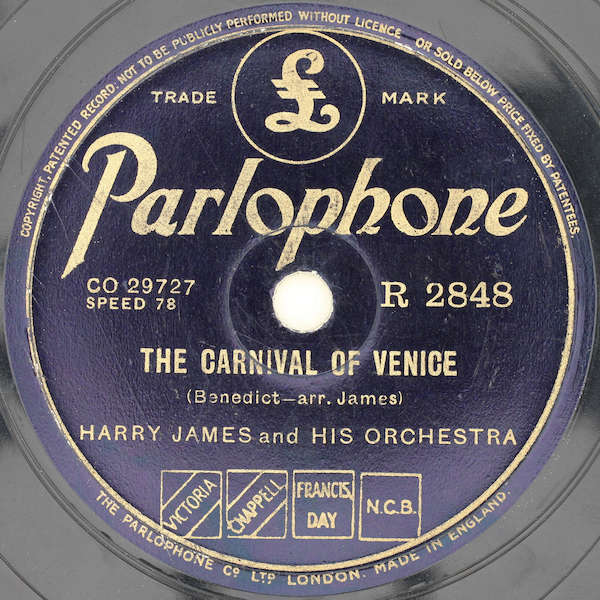 COPYRIGHT, PATENTED RECORD. NOT TO BE PUBLICLY PERFORMED WITHOUT LICENCE OR SOLD BELOW PRICE FIXED BY PATENTEES.
£
TRADE MARK
Parlophone
CO 29727
SPEED 78
R 2848
THE CARNIVAL OF VENICE
(Benedict—arr. James)
HARRY JAMES and HIS ORCHESTRA
VICTORIA
CHAPPELL
FRANCIS, DAY
N.C.B.
THE PARLOPHONE Co LTD LONDON. MADE IN ENGLAND.